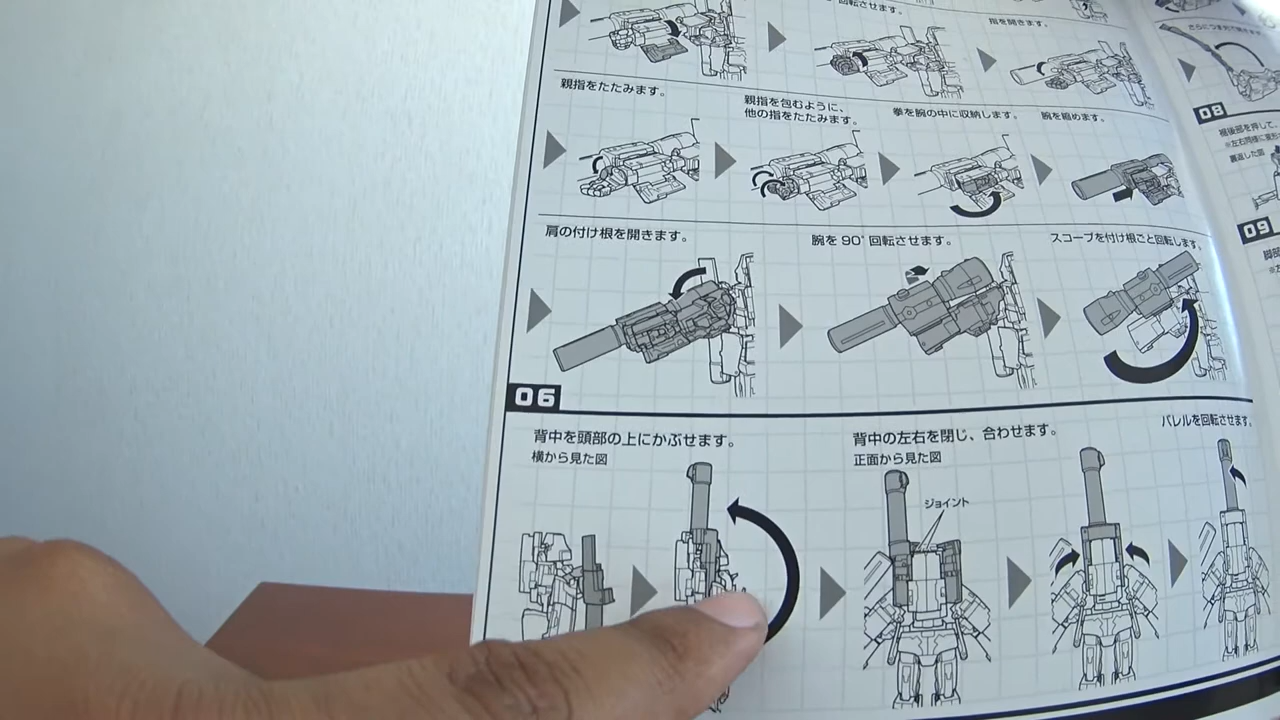 回転させます。
指を開きます。
親指をたたみます。
親指を包むように、
他の指をたたみます。
拳を腕の中に収納します。
腕を縮めます。
肩の付け根を開きます。
腕を90°回転させます。
スコープを付け根ごと回転します。
06
背中を頭部の上にかぶせます。
横から見た図
背中の左右を閉じ、合わせます。
正面から見た図
ジョイント
バレルを回転させます。
08
裏返した図
09